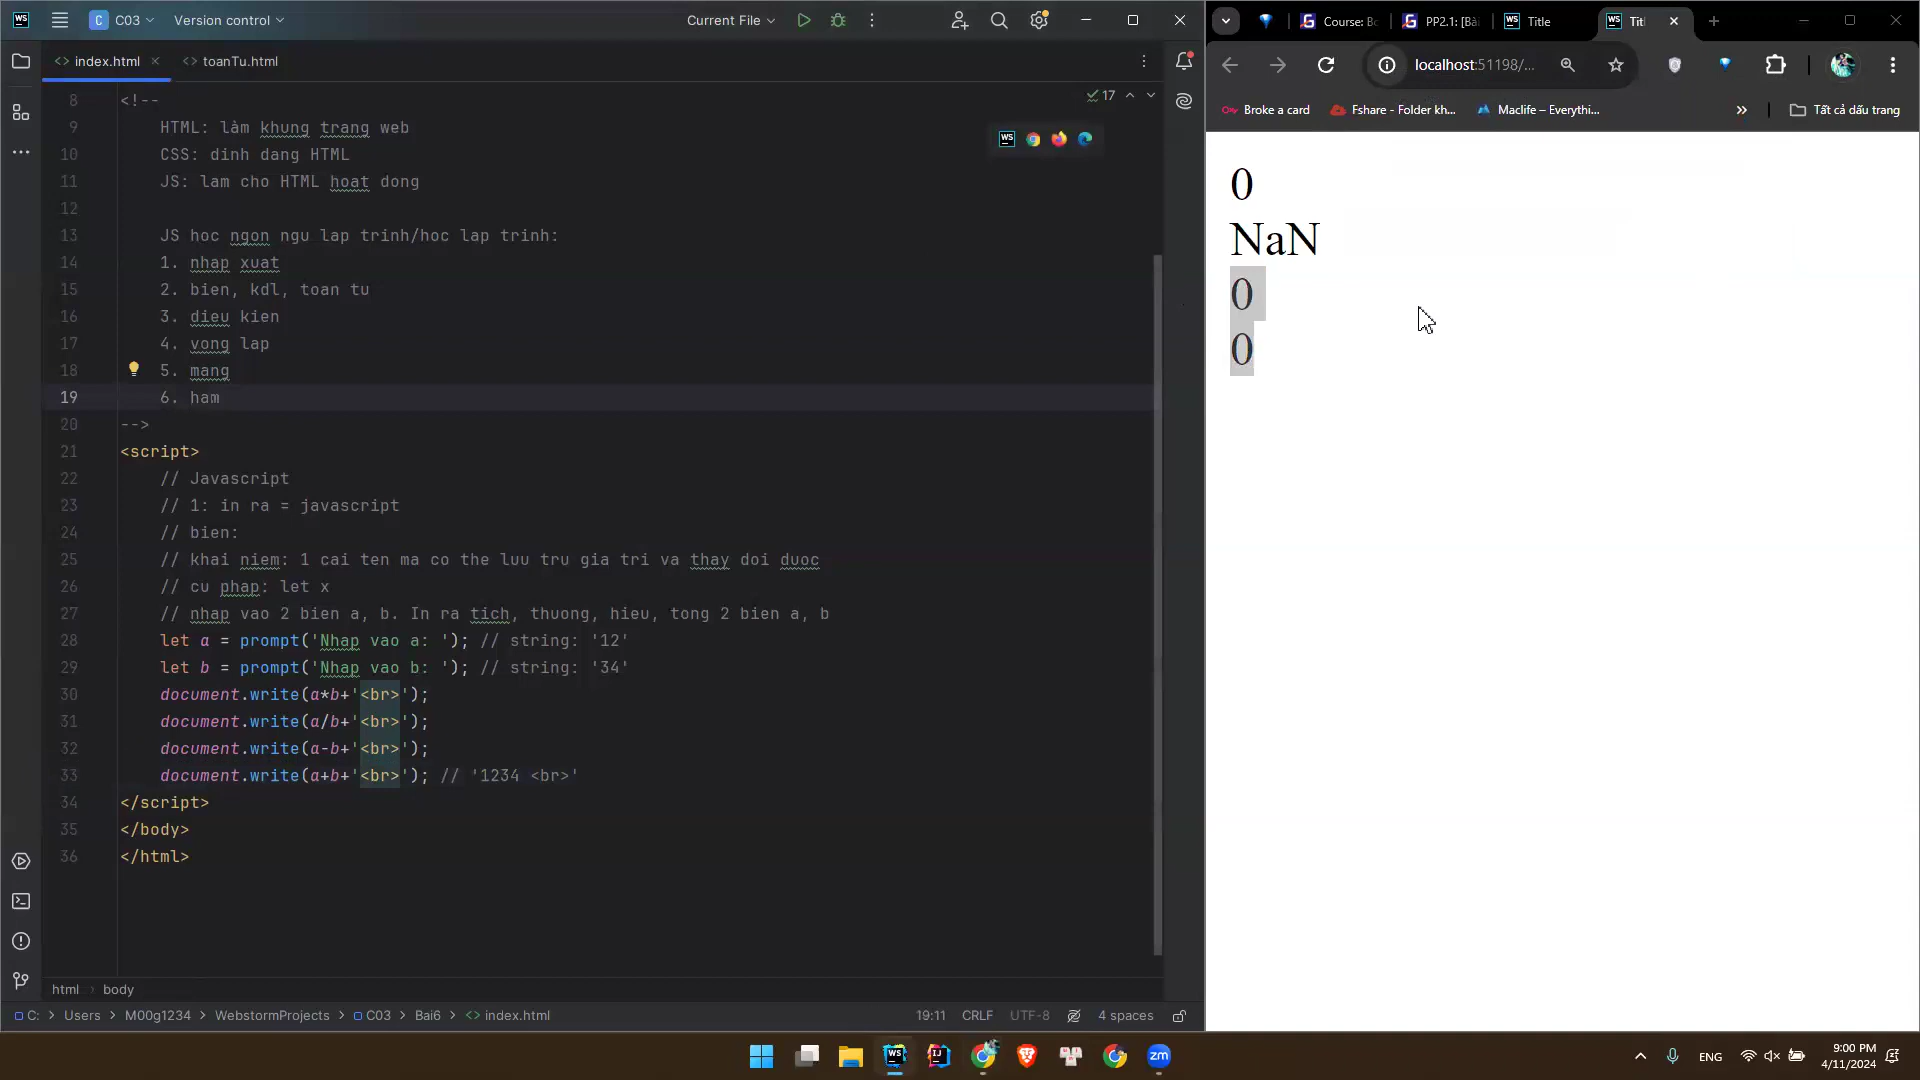 C C03 Version control Current File
index.html toanTu.html
17
8 <!--
9 HTML: làm khung trang web
10 CSS: dinh dang HTML
11 JS: lam cho HTML hoat dong
12
13 JS hoc ngon ngu lap trinh/hoc lap trinh:
14 1. nhap xuat
15 2. bien, kdl, toan tu
16 3. dieu kien
17 4. vong lap
18 5. mang
19 6. ham
20 -->
21 <script>
22 // Javascript
23 // 1: in ra = javascript
24 // bien:
25 // khai niem: 1 cai ten ma co the luu tru gia tri va thay doi duoc
26 // cu phap: let x
27 // nhap vao 2 bien a, b. In ra tich, thuong, hieu, tong 2 bien a, b
28 let a = prompt('Nhap vao a: '); // string: '12'
29 let b = prompt('Nhap vao b: '); // string: '34'
30 document.write(a*b+'<br>');
31 document.write(a/b+'<br>');
32 document.write(a-b+'<br>');
33 document.write(a+b+'<br>'); // '1234 <br>'
34 </script>
35 </body>
36 </html>
html body
C: Users M00g1234 WebstormProjects C03 Bai6 index.html 19:11 CRLF UTF-8 4 spaces
Course: Bo PP2.1: [Bài Title Titl
localhost:51198/...
Broke a card Fshare - Folder kh... Maclife – Everythi... » Tất cả dấu trang
0
NaN
0
0
ENG 9:00 PM
4/11/2024